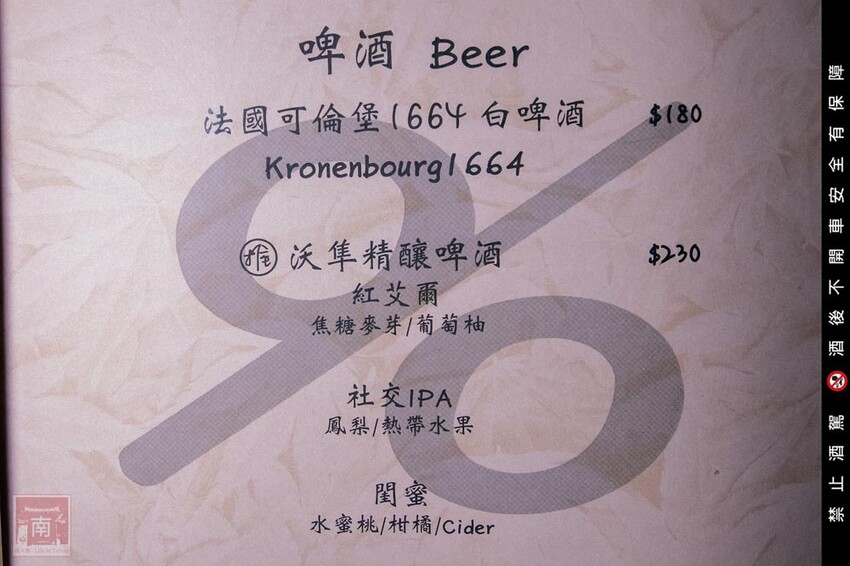 啤酒 Beer
法國可倫堡1664 白啤酒 $180
Kronenbourg1664
推 沃隼精釀啤酒 $230
紅艾爾
焦糖麥芽/葡萄柚
社交IPA
鳳梨/熱帶水果
閨蜜
水蜜桃/柑橘/Cider
南
禁止酒駕 酒後不開車安全有保障